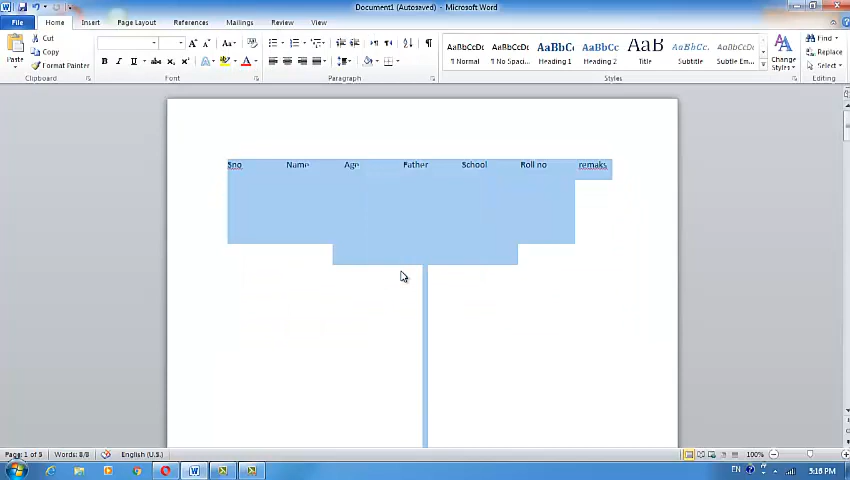 Document1 (Autosaved) - Microsoft Word
File Home Insert Page Layout References Mailings Review View
Cut
Copy
Format Painter
Paste
Clipboard
B I U abc
Font
Paragraph
AaBbCcDc AaBbCcDc AaBbC AaBbCc AaB AaBbCc. AaBbCc.
¶ Normal ¶ No Spaci... Heading 1 Heading 2 Title Subtitle Subtle Em...
Change
Styles
Styles
Find
Replace
Select
Editing
Sno Name Age Father School Roll no remaks
Page: 1 of 5 Words: 8/8 English (U.S.) 100%
EN 5:16 PM